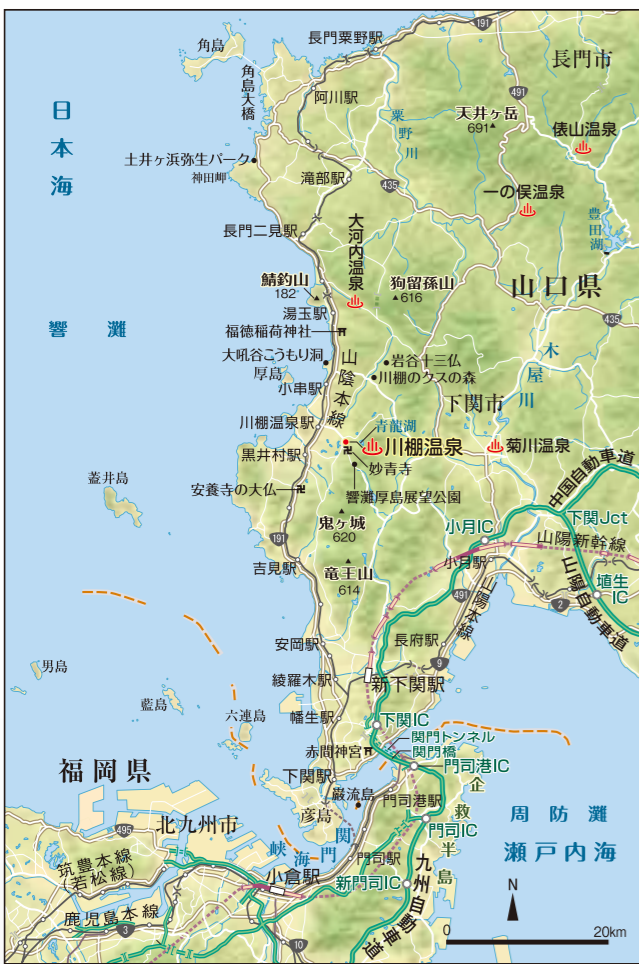 191
角島
長門粟野駅
長門市
角島大橋
阿川駅
491
粟野川
天井ヶ岳
691
俵山温泉
日本海
土井ヶ浜弥生パーク
神田岬
滝部駅
435
一の俣温泉
豊田湖
長門二見駅
大河内温泉
鯖釣山
182
狗留孫山
616
山口県
湯玉駅
435
響灘
福徳稲荷神社
大吼谷こうもり洞
山陰本線
岩谷十三仏
木屋川
厚島
川棚のクスの森
小串駅
下関市
青龍湖
川棚温泉駅
川棚温泉
菊川温泉
黒井村駅
妙青寺
中国自動車道
蓋井島
安養寺の大仏
響灘厚島展望公園
鬼ヶ城
620
小月IC
下関Jct
山陽新幹線
191
吉見駅
竜王山
614
小月駅
山陽本線
491
埴生
IC
2
山陽自動車道
安岡駅
長府駅
男島
綾羅木駅
新下関駅
9
藍島
六連島
幡生駅
下関IC
関門トンネル
関門橋
赤間神宮
福岡県
下関駅
門司港IC
巌流島
門司港駅
企救半島
周防灘
北九州市
彦島
門司IC
瀬戸内海
495
関門海峡
筑豊本線
(若松線)
門司駅
小倉駅
新門司IC
九州自動車道
N
鹿児島本線
3
10
0
20km